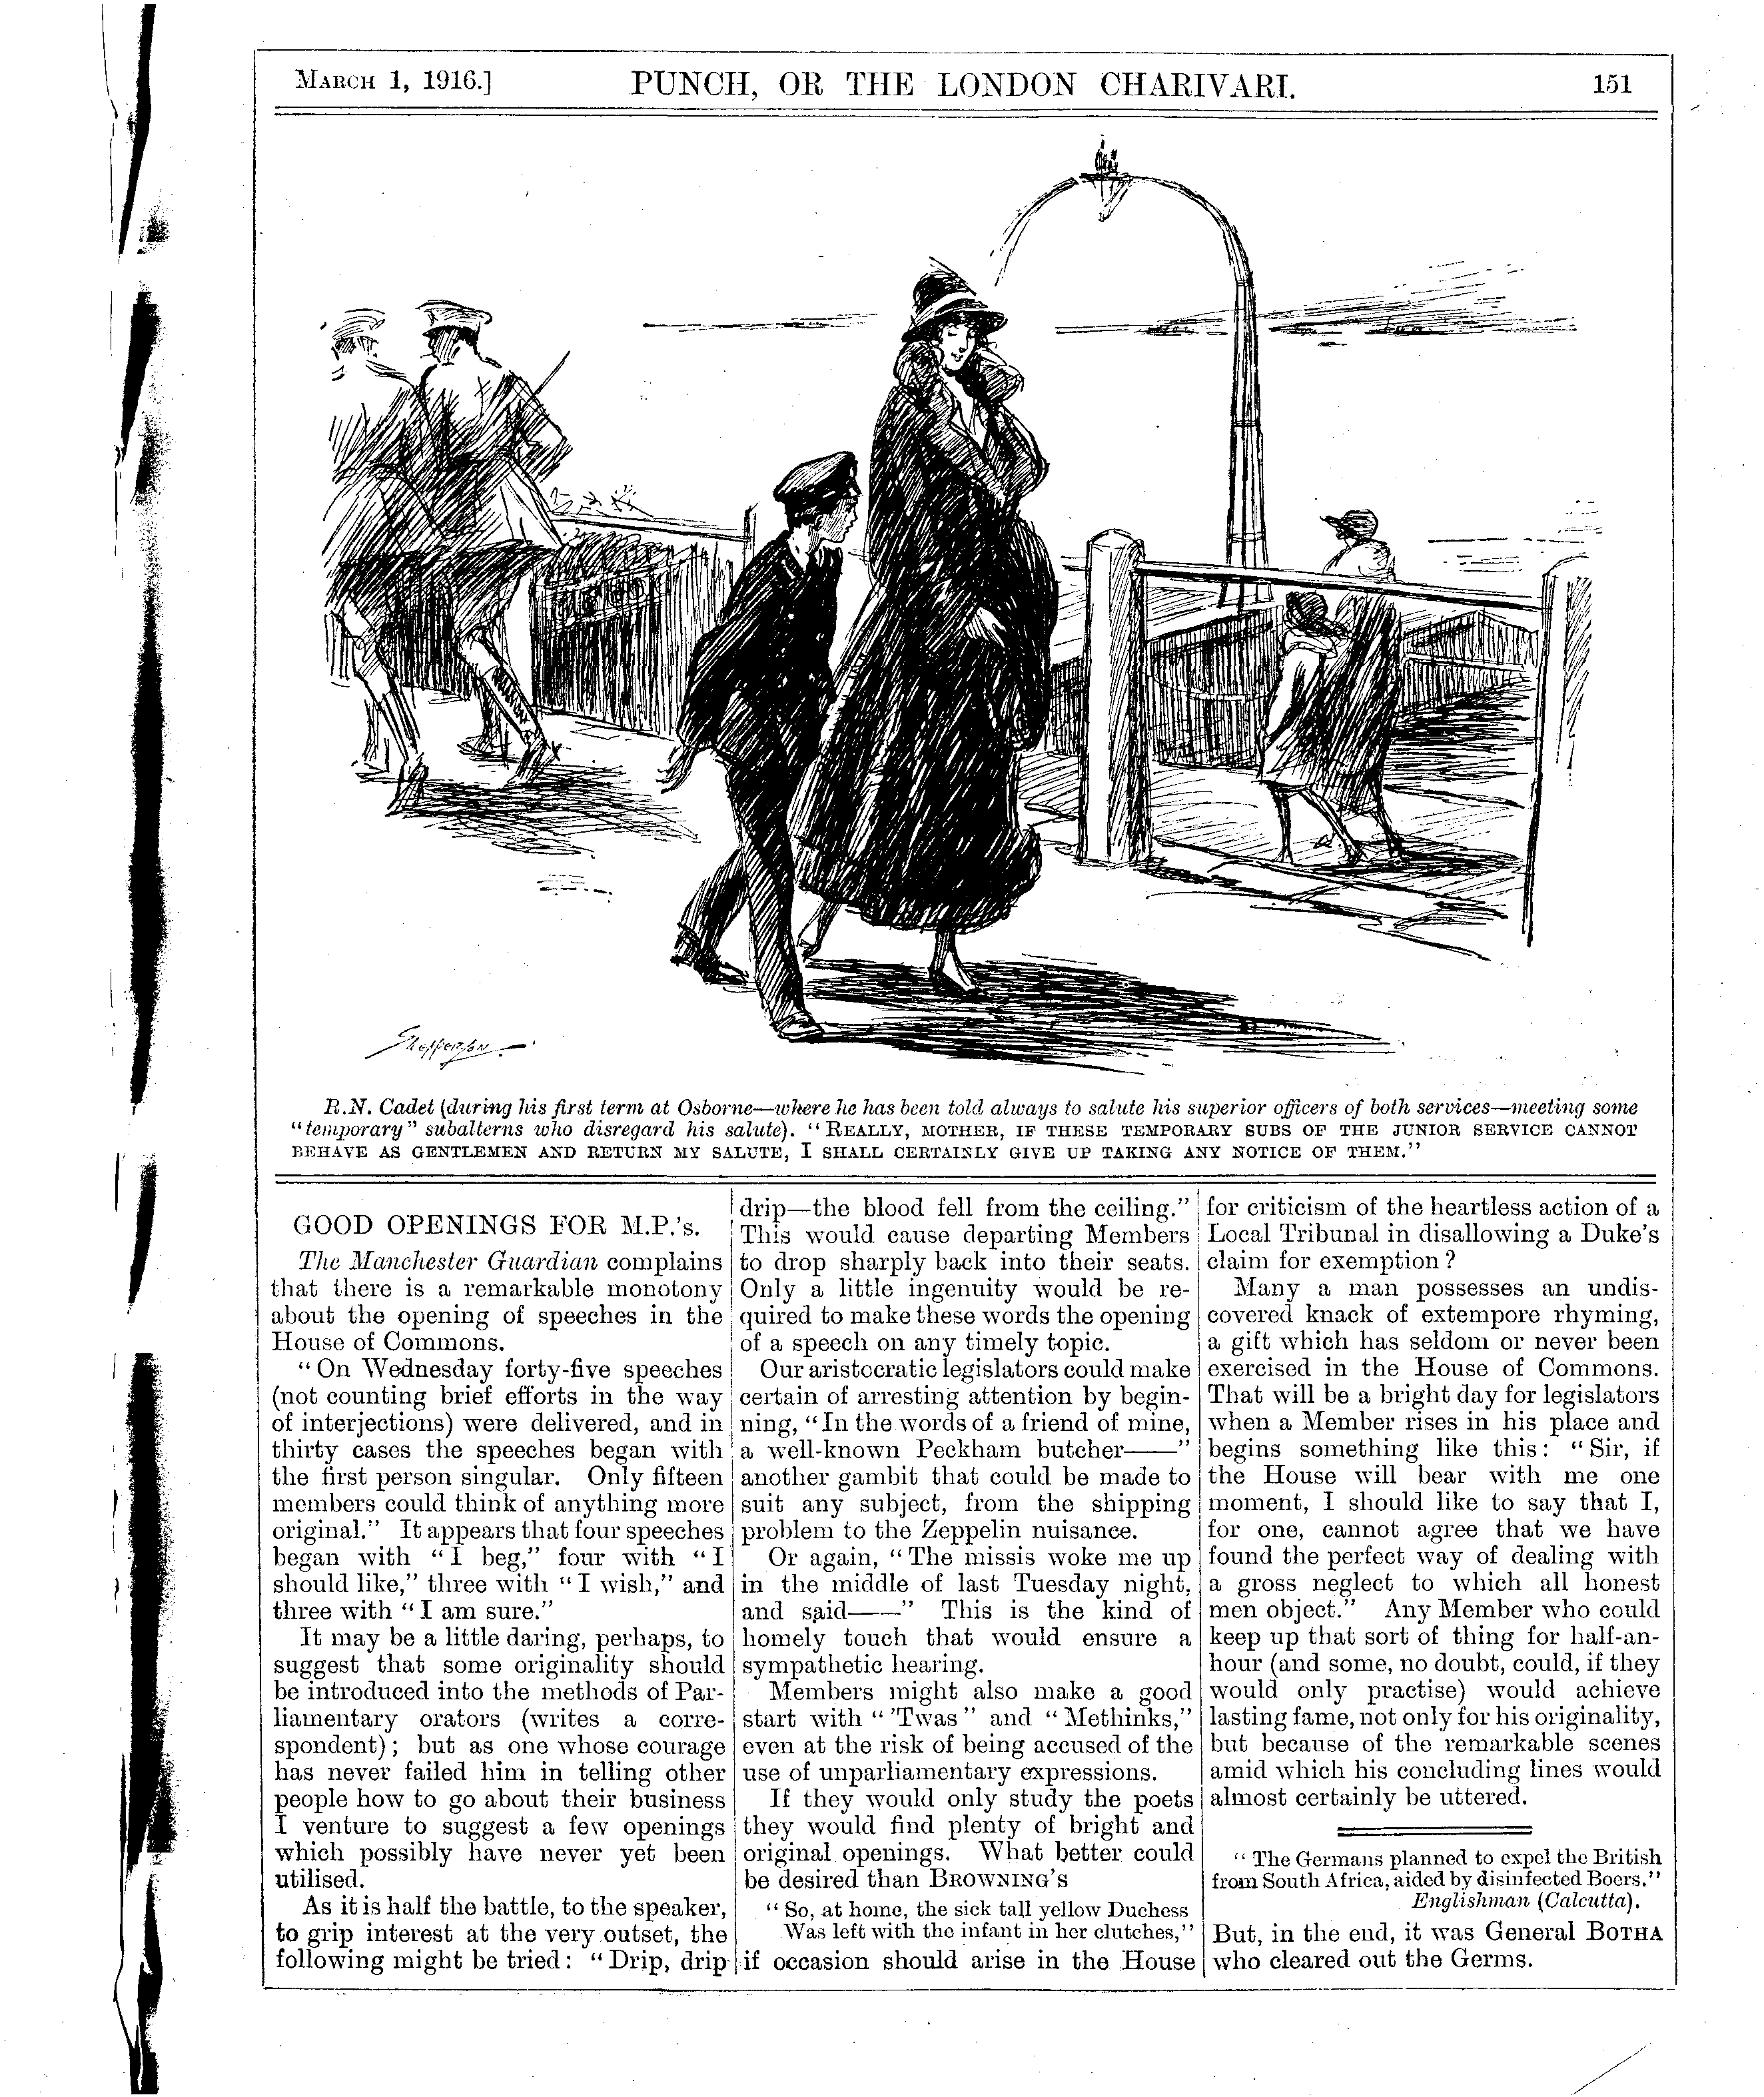 MARCH 1, 1916.]
PUNCH, OR THE LONDON CHARIVARI.
151
Shepperson
R.N. Cadet (during his first term at Osborne—where he has been told always to salute his superior officers of both services—meeting some
"temporary" subalterns who disregard his salute). "REALLY, MOTHER, IF THESE TEMPORARY SUBS OF THE JUNIOR SERVICE CANNOT
BEHAVE AS GENTLEMEN AND RETURN MY SALUTE, I SHALL CERTAINLY GIVE UP TAKING ANY NOTICE OF THEM."
GOOD OPENINGS FOR M.P.'s.
The Manchester Guardian complains
that there is a remarkable monotony
about the opening of speeches in the
House of Commons.
"On Wednesday forty-five speeches
(not counting brief efforts in the way
of interjections) were delivered, and in
thirty cases the speeches began with
the first person singular. Only fifteen
members could think of anything more
original." It appears that four speeches
began with "I beg," four with "I
should like," three with "I wish," and
three with "I am sure."
It may be a little daring, perhaps, to
suggest that some originality should
be introduced into the methods of Par-
liamentary orators (writes a corre-
spondent); but as one whose courage
has never failed him in telling other
people how to go about their business
I venture to suggest a few openings
which possibly have never yet been
utilised.
As it is half the battle, to the speaker,
to grip interest at the very outset, the
following might be tried: "Drip, drip
drip—the blood fell from the ceiling."
This would cause departing Members
to drop sharply back into their seats.
Only a little ingenuity would be re-
quired to make these words the opening
of a speech on any timely topic.
Our aristocratic legislators could make
certain of arresting attention by begin-
ning, "In the words of a friend of mine,
a well-known Peckham butcher——"
another gambit that could be made to
suit any subject, from the shipping
problem to the Zeppelin nuisance.
Or again, "The missis woke me up
in the middle of last Tuesday night,
and said——" This is the kind of
homely touch that would ensure a
sympathetic hearing.
Members might also make a good
start with "'Twas" and "Methinks,"
even at the risk of being accused of the
use of unparliamentary expressions.
If they would only study the poets
they would find plenty of bright and
original openings. What better could
be desired than BROWNING'S
"So, at home, the sick tall yellow Duchess
Was left with the infant in her clutches,"
if occasion should arise in the House
for criticism of the heartless action of a
Local Tribunal in disallowing a Duke's
claim for exemption?
Many a man possesses an undis-
covered knack of extempore rhyming,
a gift which has seldom or never been
exercised in the House of Commons.
That will be a bright day for legislators
when a Member rises in his place and
begins something like this: "Sir, if
the House will bear with me one
moment, I should like to say that I,
for one, cannot agree that we have
found the perfect way of dealing with
a gross neglect to which all honest
men object." Any Member who could
keep up that sort of thing for half-an-
hour (and some, no doubt, could, if they
would only practise) would achieve
lasting fame, not only for his originality,
but because of the remarkable scenes
amid which his concluding lines would
almost certainly be uttered.
"The Germans planned to expel the British
from South Africa, aided by disinfected Boers."
Englishman (Calcutta).
But, in the end, it was General BOTHA
who cleared out the Germs.